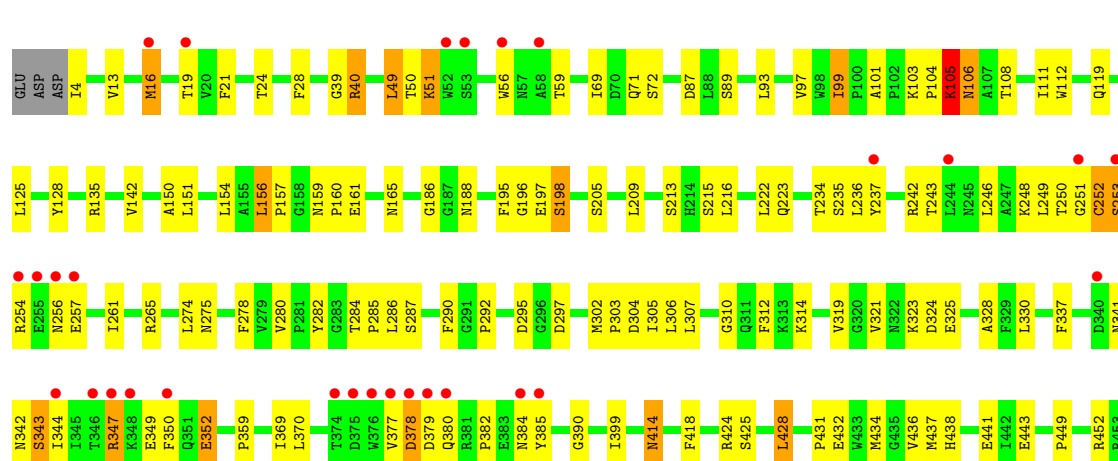 GLU ASP ASP I4 V13 M16 T19 V20 F21 T24 F28 G39 R40 L49 T50 K51 W52 S53 W56 N57 A58 T59 I69 D70 Q71 S72 D87 L88 S89 L93 V97 W98 I99 P100 A101 P102 K103 P104 K105 N106 A107 T108 I111 W112 Q119
L125 Y128 R135 V142 A150 L151 L154 A155 L156 P157 G158 N159 P160 E161 N165 G186 G187 N188 F195 G196 E197 S198 S205 L209 S213 H214 S215 L216 L222 Q223 T234 S235 L236 Y237 R242 T243 L244 N245 L246 A247 K248 L249 T250 G251 C252 S253
R254 E255 N256 E257 I261 R265 L274 N275 F278 V279 V280 P281 Y282 G283 T284 P285 L286 S287 F290 G291 P292 D295 G296 D297 M302 P303 D304 I305 L306 L307 G310 Q311 F312 K313 K314 V319 G320 V321 N322 K323 D324 E325 A328 F329 L330 F337 D340 N341
N342 S343 I344 I345 T346 R347 K348 E349 F350 Q351 E352 P359 I369 L370 T374 D375 W376 V377 D378 D379 Q380 R381 P382 E383 N384 Y385 G390 I399 N414 F418 R424 S425 L428 P431 E432 W433 M434 G435 V436 M437 H438 E441 I442 E443 P449 R452 P453